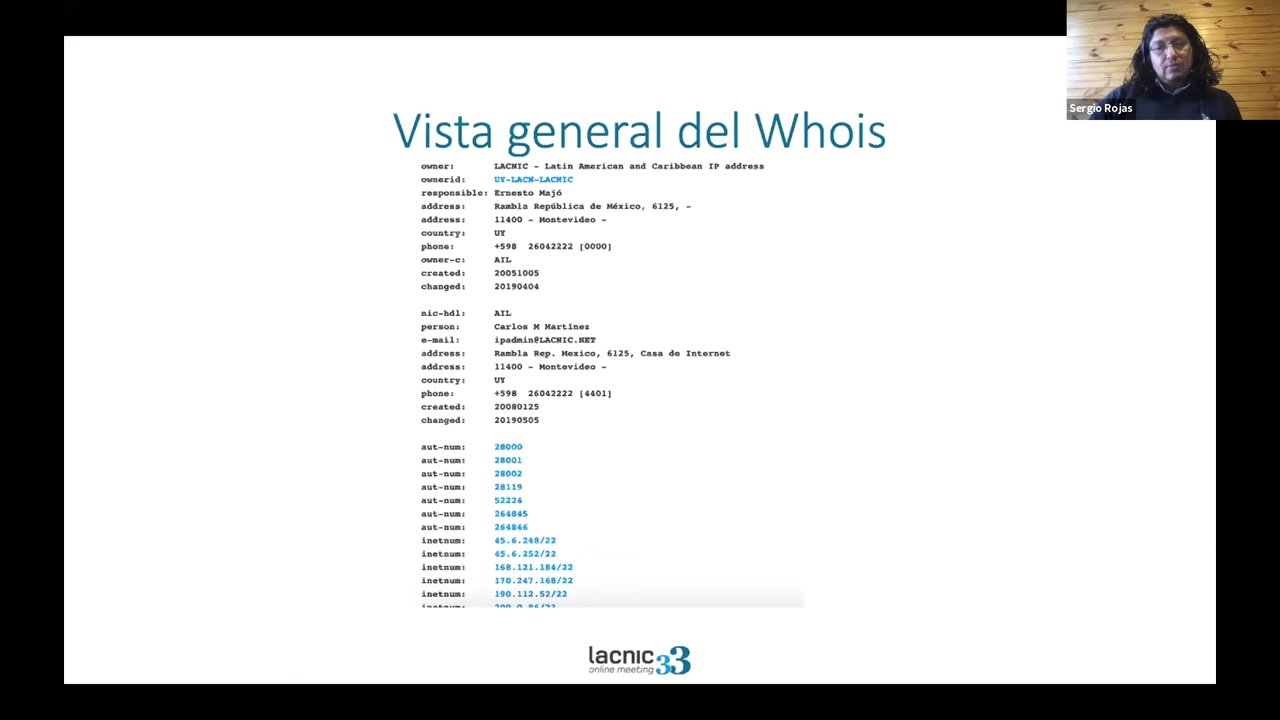 Sergio Rojas
Vista general del Whois
owner: LACNIC - Latin American and Caribbean IP address
ownerid: UY-LACN-LACNIC
responsible: Ernesto Majó
address: Rambla República de México, 6125, -
address: 11400 - Montevideo -
country: UY
phone: +598 26042222 [0000]
owner-c: AIL
created: 20051005
changed: 20190404
nic-hdl: AIL
person: Carlos M Martínez
e-mail: ipadmin@LACNIC.NET
address: Rambla Rep. Mexico, 6125, Casa de Internet
address: 11400 - Montevideo -
country: UY
phone: +598 26042222 [4401]
created: 20080125
changed: 20190505
aut-num: 28000
aut-num: 28001
aut-num: 28002
aut-num: 28119
aut-num: 52224
aut-num: 264845
aut-num: 264846
inetnum: 45.6.248/22
inetnum: 45.6.252/22
inetnum: 168.121.184/22
inetnum: 170.247.168/22
inetnum: 190.112.52/22
inetnum:
lacnic 33
online meeting